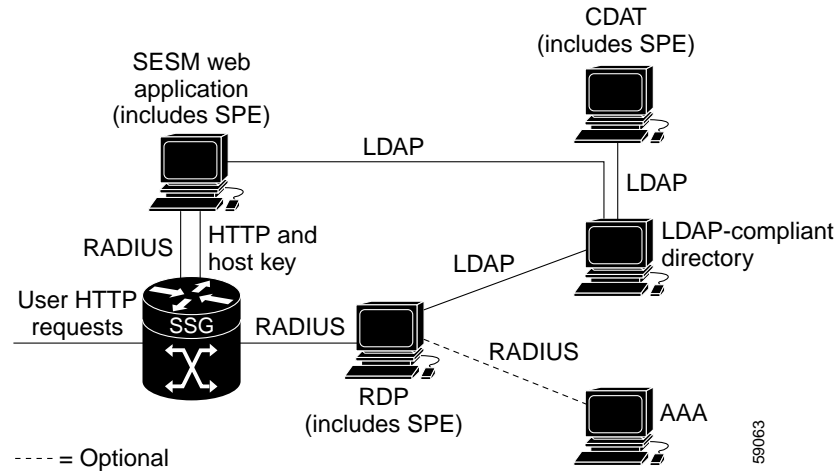 CDAT
(includes SPE)
SESM web
application
(includes SPE)
LDAP
LDAP
RADIUS
HTTP and
host key
LDAP-compliant
directory
LDAP
User HTTP
requests
SSG
RADIUS
RADIUS
RDP
(includes SPE)
AAA
59063
---- = Optional